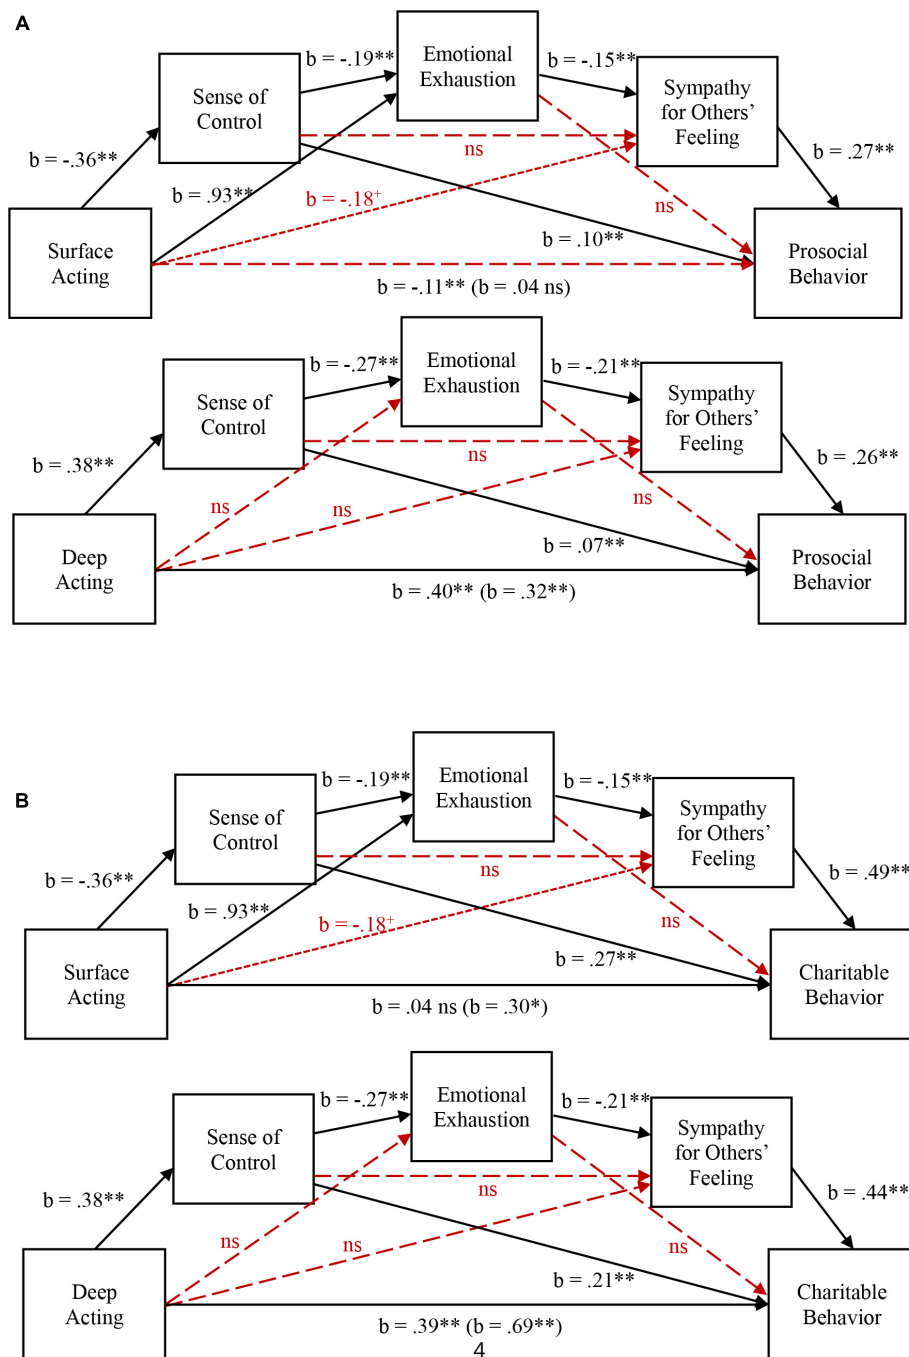 A
b = -.19**
Emotional
Exhaustion
b = -.15**
Sense of
Control
Sympathy
for Others’
Feeling
b = -.36**
ns
b = .27**
b = .93**
b = -.18+
ns
Surface
Acting
b = .10**
Prosocial
Behavior
b = -.11** (b = .04 ns)
b = -.27**
Emotional
Exhaustion
b = -.21**
Sense of
Control
Sympathy
for Others’
Feeling
b = .38**
ns
b = .26**
ns
ns
ns
Deep
Acting
b = .07**
Prosocial
Behavior
b = .40** (b = .32**)
B
b = -.19**
Emotional
Exhaustion
b = -.15**
Sense of
Control
Sympathy
for Others’
Feeling
b = -.36**
ns
b = .49**
b = .93**
b = -.18+
ns
Surface
Acting
b = .27**
Charitable
Behavior
b = .04 ns (b = .30*)
b = -.27**
Emotional
Exhaustion
b = -.21**
Sense of
Control
Sympathy
for Others’
Feeling
b = .38**
ns
b = .44**
ns
ns
ns
Deep
Acting
b = .21**
Charitable
Behavior
b = .39** (b = .69**)
4